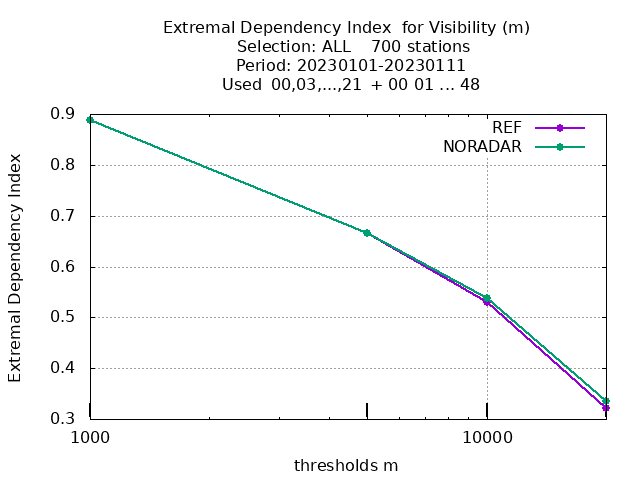 Extremal Dependency Index  for Visibility (m)
Selection: ALL    700 stations
Period: 20230101-20230111
Used  00,03,...,21  + 00 01 ... 48
REF
NORADAR
0.9
0.8
0.7
0.6
0.5
0.4
0.3
Extremal Dependency Index
1000
10000
thresholds m